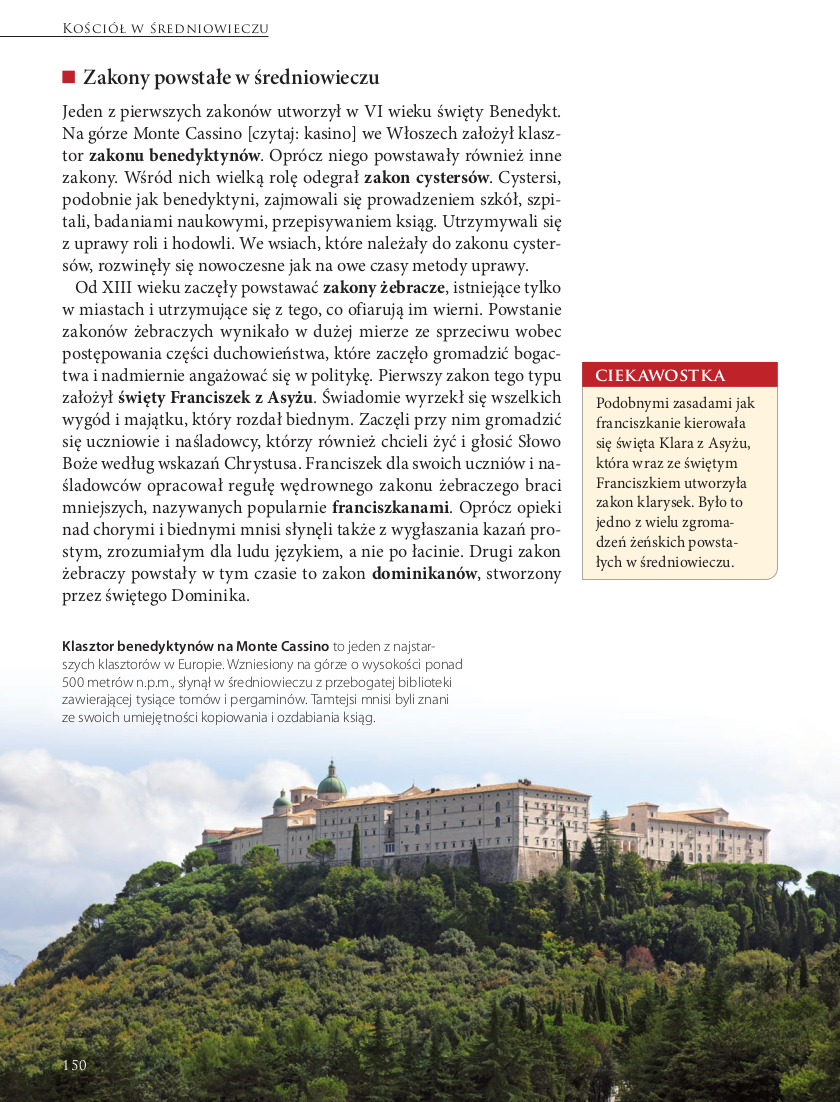 Kościół w średniowieczu
Zakony powstałe w średniowieczu
Jeden z pierwszych zakonów utworzył w VI wieku święty Benedykt.
Na górze Monte Cassino [czytaj: kasino] we Włoszech założył klasz-
tor zakonu benedyktynów. Oprócz niego powstawały również inne
zakony. Wśród nich wielką rolę odegrał zakon cystersów. Cystersi,
podobnie jak benedyktyni, zajmowali się prowadzeniem szkół, szpi-
tali, badaniami naukowymi, przepisywaniem ksiąg. Utrzymywali się
z uprawy roli i hodowli. We wsiach, które należały do zakonu cyster-
sów, rozwinęły się nowoczesne jak na owe czasy metody uprawy.
Od XIII wieku zaczęły powstawać zakony żebracze, istniejące tylko
w miastach i utrzymujące się z tego, co ofiarują im wierni. Powstanie
zakonów żebraczych wynikało w dużej mierze ze sprzeciwu wobec
postępowania części duchowieństwa, które zaczęło gromadzić bogac-
twa i nadmiernie angażować się w politykę. Pierwszy zakon tego typu
założył święty Franciszek z Asyżu. Świadomie wyrzekł się wszelkich
wygód i majątku, który rozdał biednym. Zaczęli przy nim gromadzić
się uczniowie i naśladowcy, którzy również chcieli żyć i głosić Słowo
Boże według wskazań Chrystusa. Franciszek dla swoich uczniów i na-
śladowców opracował regułę wędrownego zakonu żebraczego braci
mniejszych, nazywanych popularnie franciszkanami. Oprócz opieki
nad chorymi i biednymi mnisi słynęli także z wygłaszania kazań pro-
stym, zrozumiałym dla ludu językiem, a nie po łacinie. Drugi zakon
żebraczy powstały w tym czasie to zakon dominikanów, stworzony
przez świętego Dominika.
CIEKAWOSTKA
Podobnymi zasadami jak
franciszkanie kierowała
się święta Klara z Asyżu,
która wraz ze świętym
Franciszkiem utworzyła
zakon klarysek. Było to
jedno z wielu zgroma-
dzeń żeńskich powsta-
łych w średniowieczu.
Klasztor benedyktynów na Monte Cassino to jeden z najstar-
szych klasztorów w Europie. Wzniesiony na górze o wysokości ponad
500 metrów n.p.m., słynął w średniowieczu z przebogatej biblioteki
zawierającej tysiące tomów i pergaminów. Tamtejsi mnisi byli znani
ze swoich umiejętności kopiowania i ozdabiania ksiąg.
150